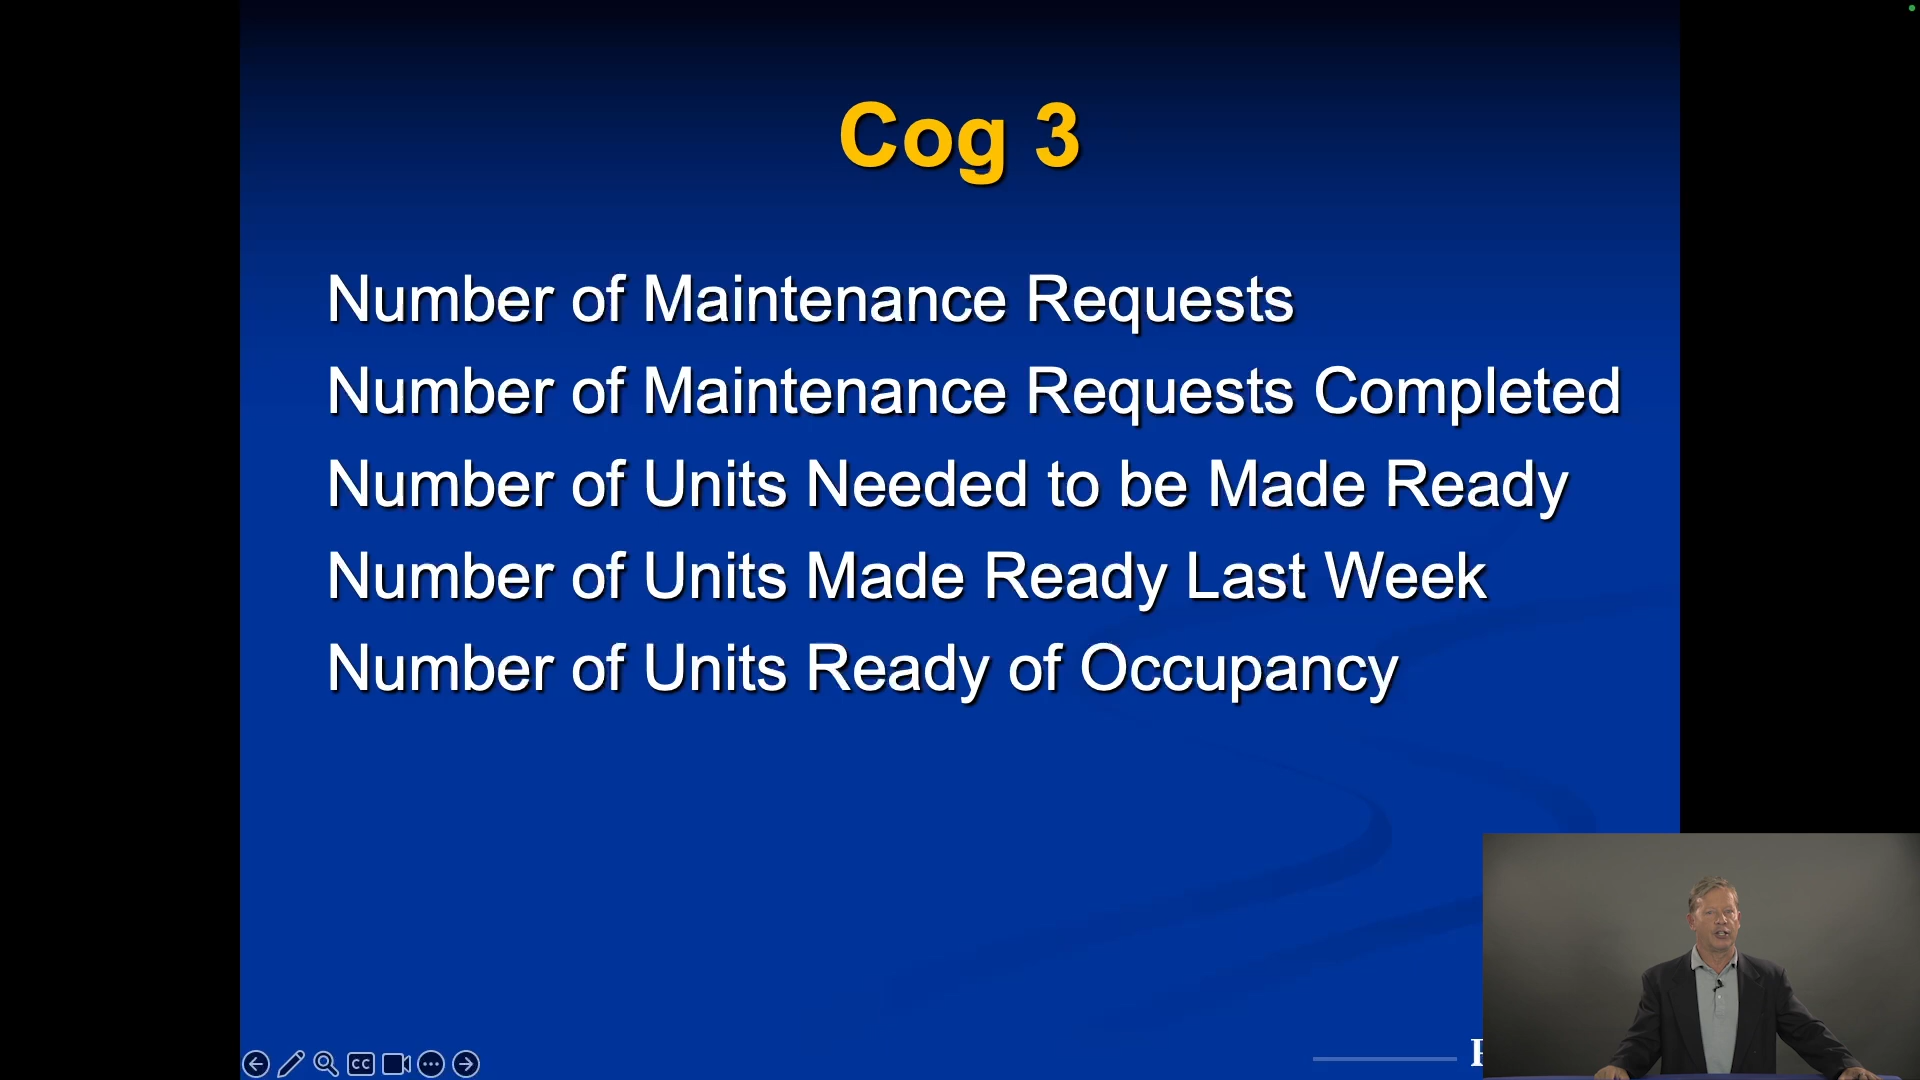 Cog 3
Number of Maintenance Requests
Number of Maintenance Requests Completed
Number of Units Needed to be Made Ready
Number of Units Made Ready Last Week
Number of Units Ready of Occupancy
CC